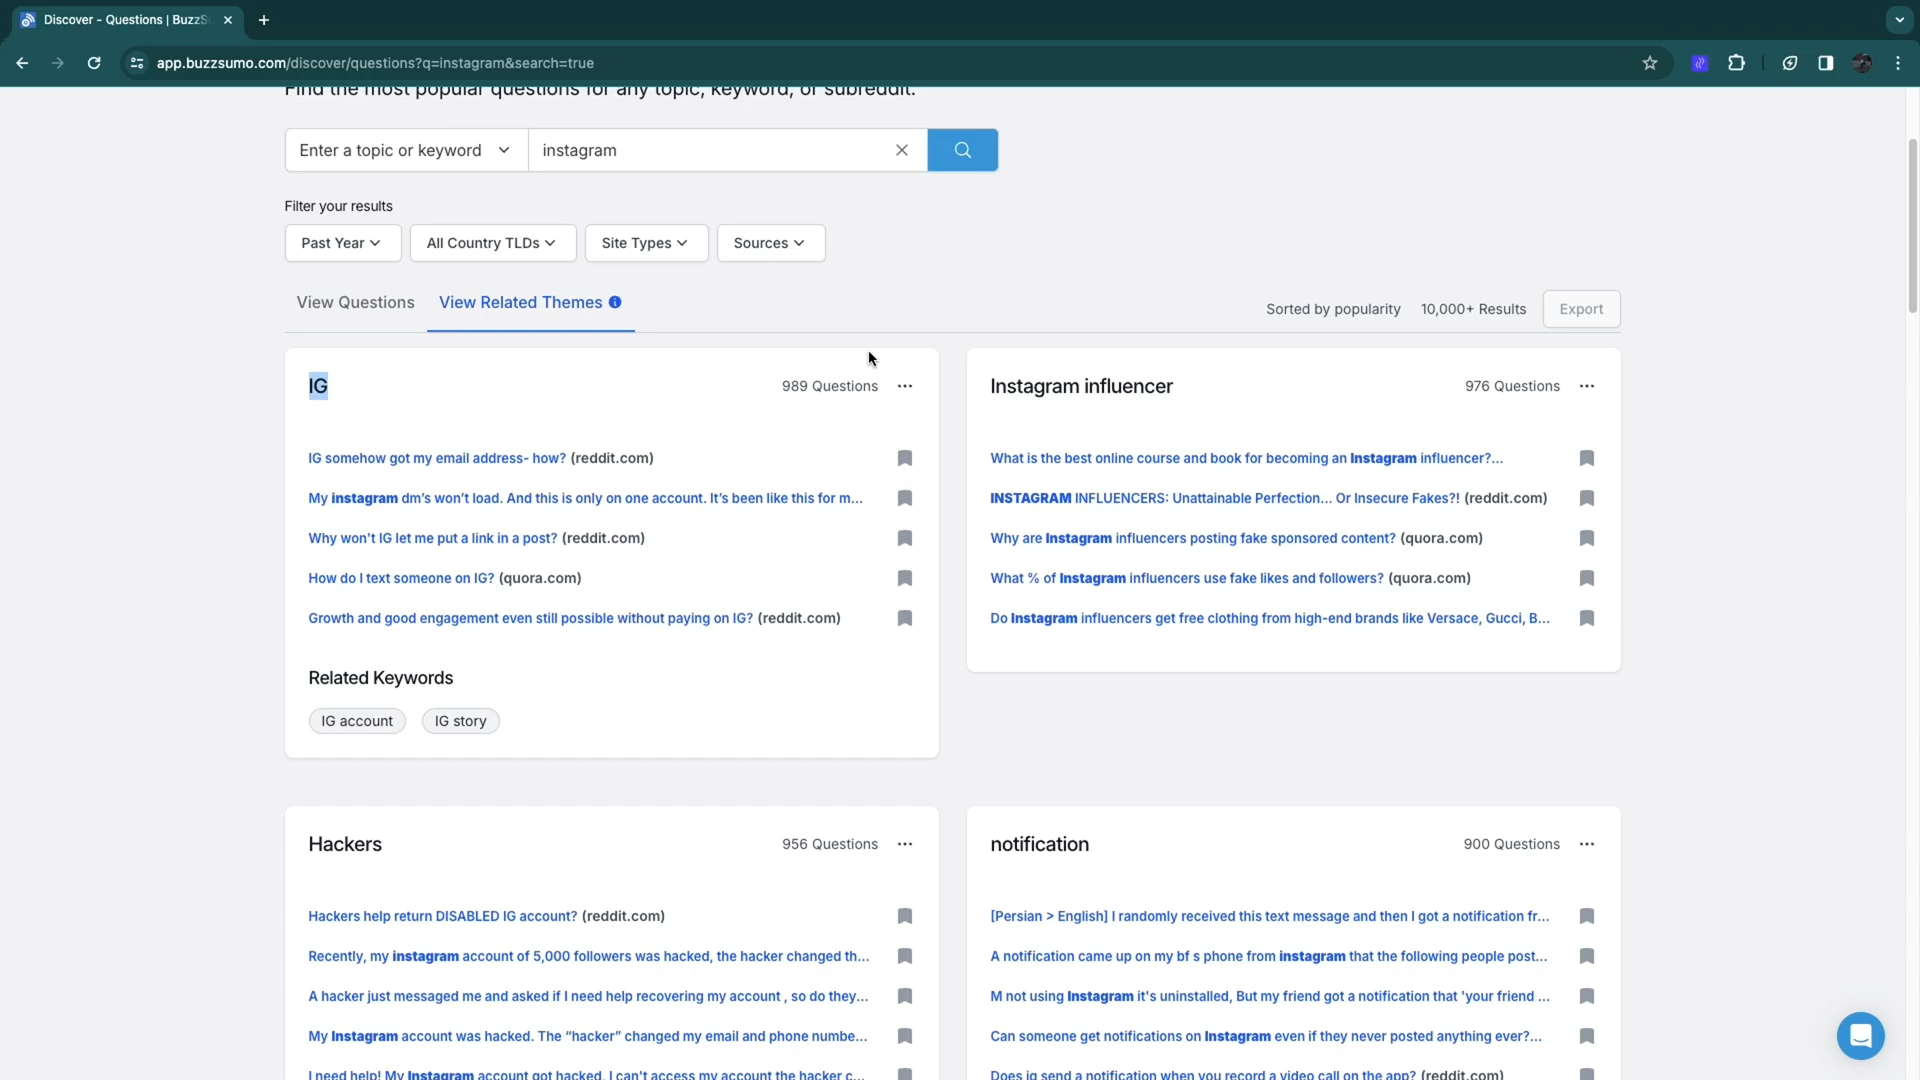 Discover - Questions | BuzzS
app.buzzsumo.com/discover/questions?q=instagram&search=true
Find the most popular questions for any topic, keyword, or subreddit.
Enter a topic or keyword
instagram
Filter your results
Past Year
All Country TLDs
Site Types
Sources
View Questions
View Related Themes
Sorted by popularity
10,000+ Results
Export
IG
989 Questions
IG somehow got my email address- how? (reddit.com)
My instagram dm's won't load. And this is only on one account. It's been like this for m...
Why won't IG let me put a link in a post? (reddit.com)
How do I text someone on IG? (quora.com)
Growth and good engagement even still possible without paying on IG? (reddit.com)
Related Keywords
IG account
IG story
Instagram influencer
976 Questions
What is the best online course and book for becoming an Instagram influencer?...
INSTAGRAM INFLUENCERS: Unattainable Perfection... Or Insecure Fakes?! (reddit.com)
Why are Instagram influencers posting fake sponsored content? (quora.com)
What % of Instagram influencers use fake likes and followers? (quora.com)
Do Instagram influencers get free clothing from high-end brands like Versace, Gucci, B...
Hackers
956 Questions
Hackers help return DISABLED IG account? (reddit.com)
Recently, my instagram account of 5,000 followers was hacked, the hacker changed th...
A hacker just messaged me and asked if I need help recovering my account , so do they...
My Instagram account was hacked. The “hacker” changed my email and phone numbe...
I need help! My Instagram account got hacked. I can't access my account the hacker c...
notification
900 Questions
[Persian > English] I randomly received this text message and then I got a notification fr...
A notification came up on my bf s phone from instagram that the following people post...
M not using Instagram it's uninstalled, But my friend got a notification that 'your friend ...
Can someone get notifications on Instagram even if they never posted anything ever?...
Does ig send a notification when you record a video call on the app? (reddit.com)